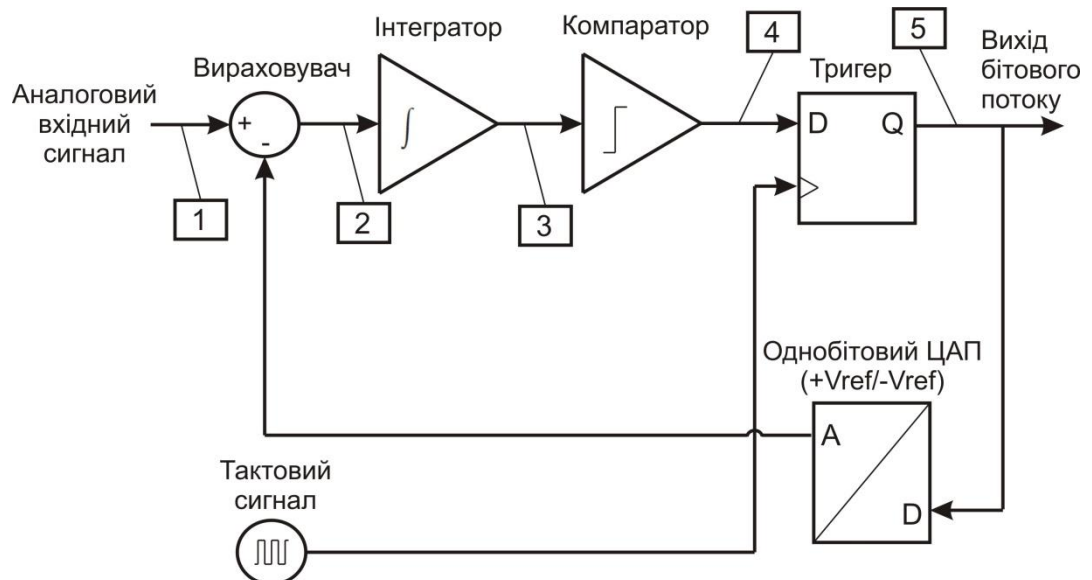 Аналоговий
вхідний
сигнал
1
Вираховувач
+
-
2
Інтегратор
∫
3
Компаратор
4
Тригер
D
Q
5
Вихід
бітового
потоку
Однобітовий ЦАП
(+Vref/-Vref)
A
D
Тактовий
сигнал